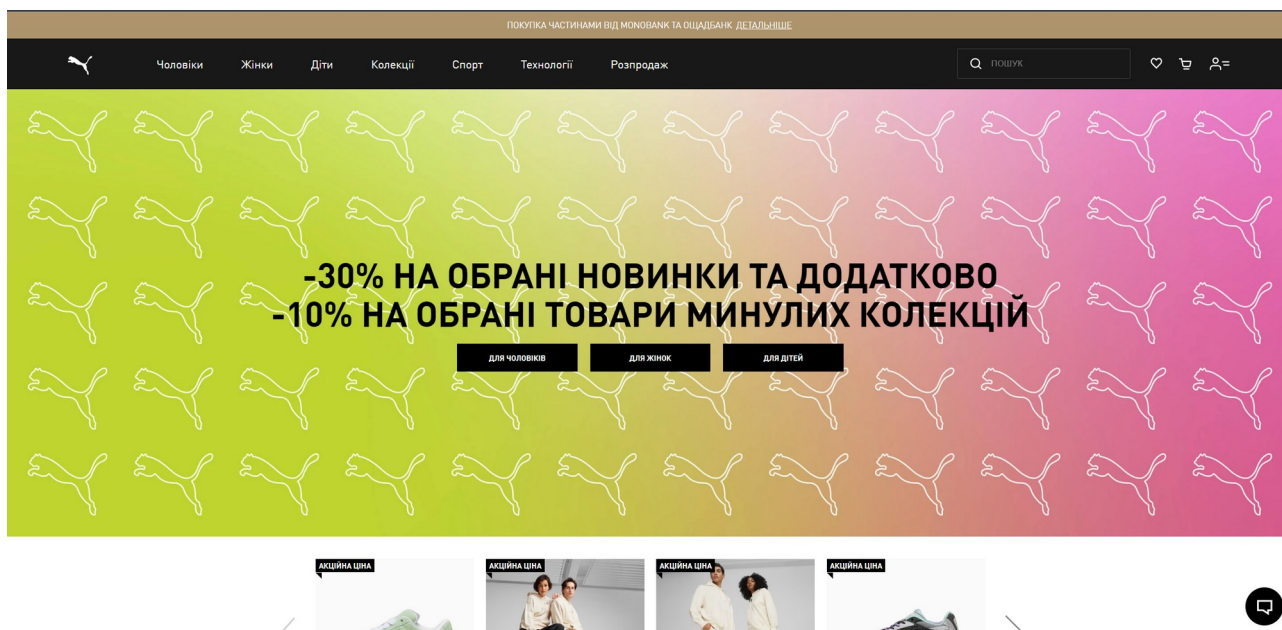 ПОКУПКА ЧАСТИНАМИ ВІД MONOBANK ТА ОЩАДБАНК ДЕТАЛЬНІШЕ
Чоловіки Жінки Діти Колекції Спорт Технології Розпродаж ПОШУК
-30% НА ОБРАНІ НОВИНКИ ТА ДОДАТКОВО
-10% НА ОБРАНІ ТОВАРИ МИНУЛИХ КОЛЕКЦІЙ
ДЛЯ ЧОЛОВІКІВ ДЛЯ ЖІНОК ДЛЯ ДІТЕЙ
АКЦІЙНА ЦІНА АКЦІЙНА ЦІНА АКЦІЙНА ЦІНА АКЦІЙНА ЦІНА